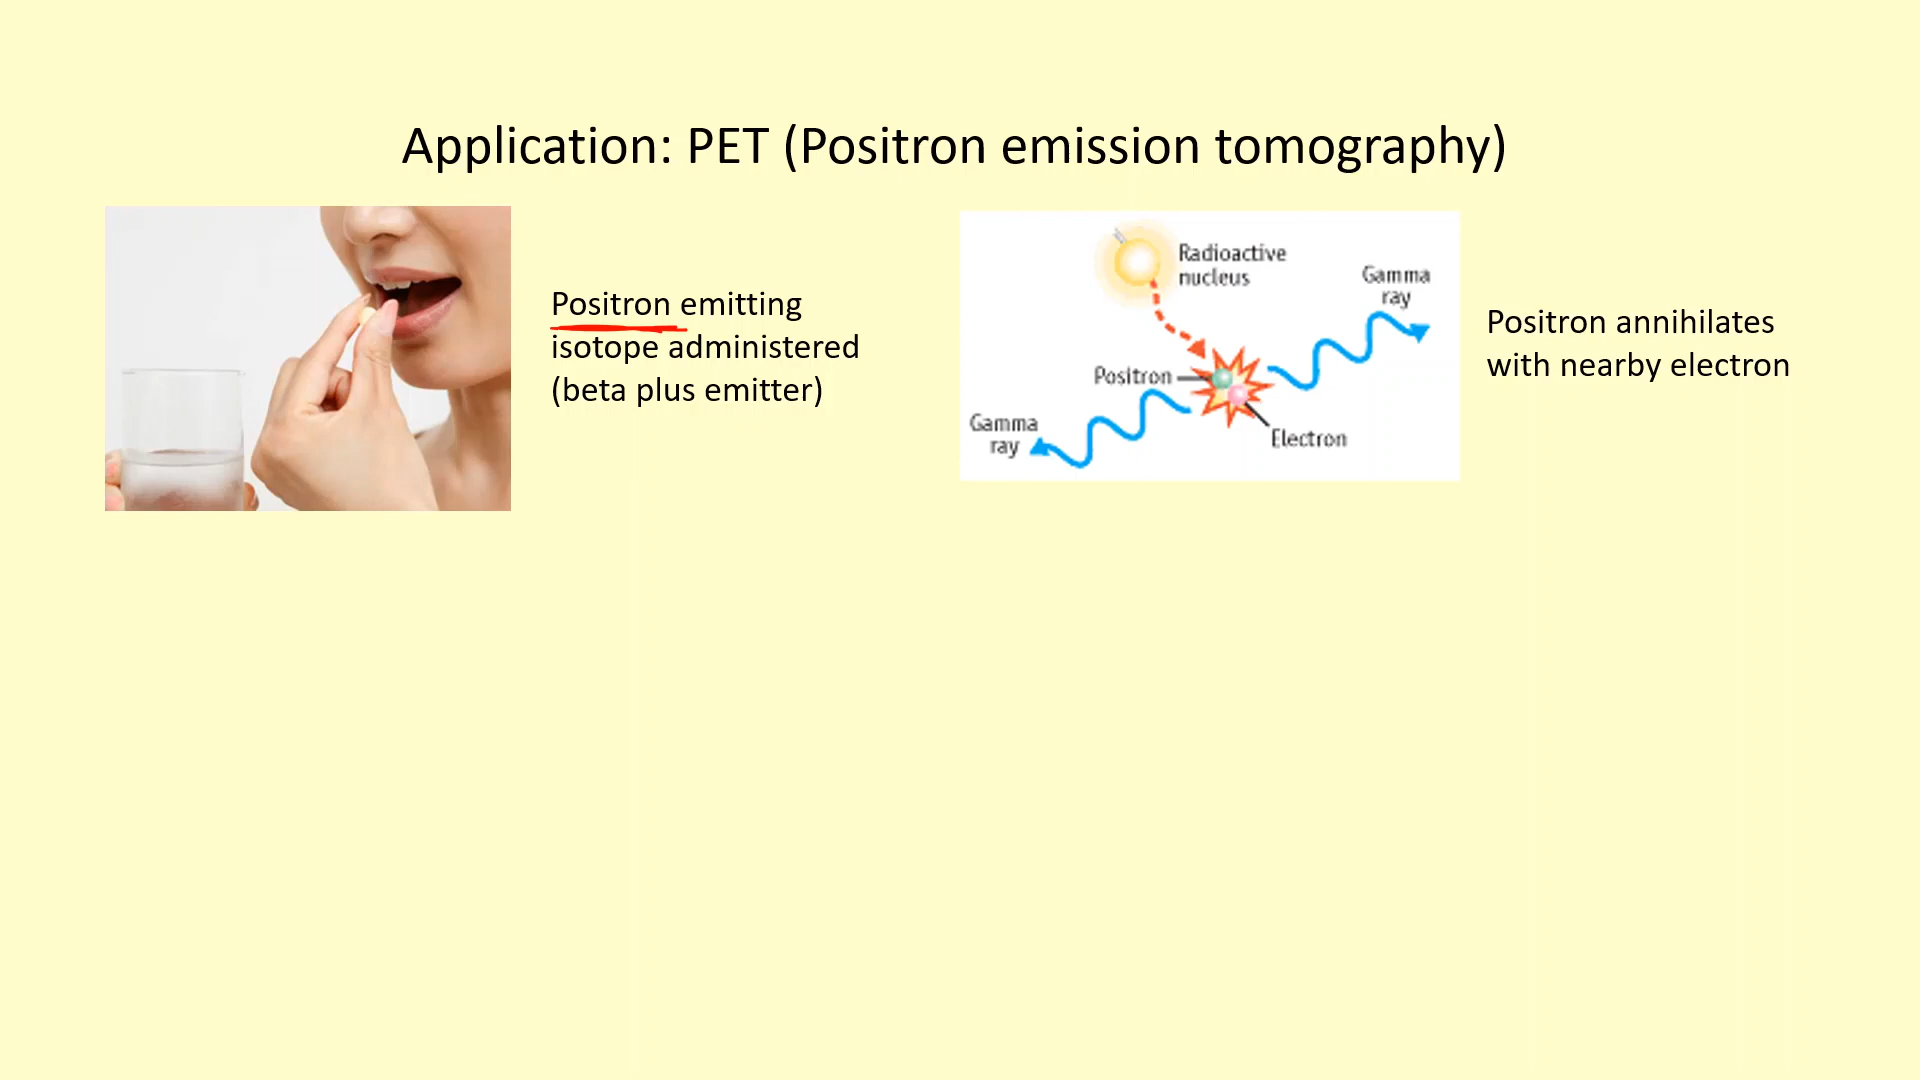 Application: PET (Positron emission tomography)
Positron emitting
isotope administered
(beta plus emitter)
Radioactive
nucleus
Gamma
ray
Positron
Gamma
ray
Electron
Positron annihilates
with nearby electron